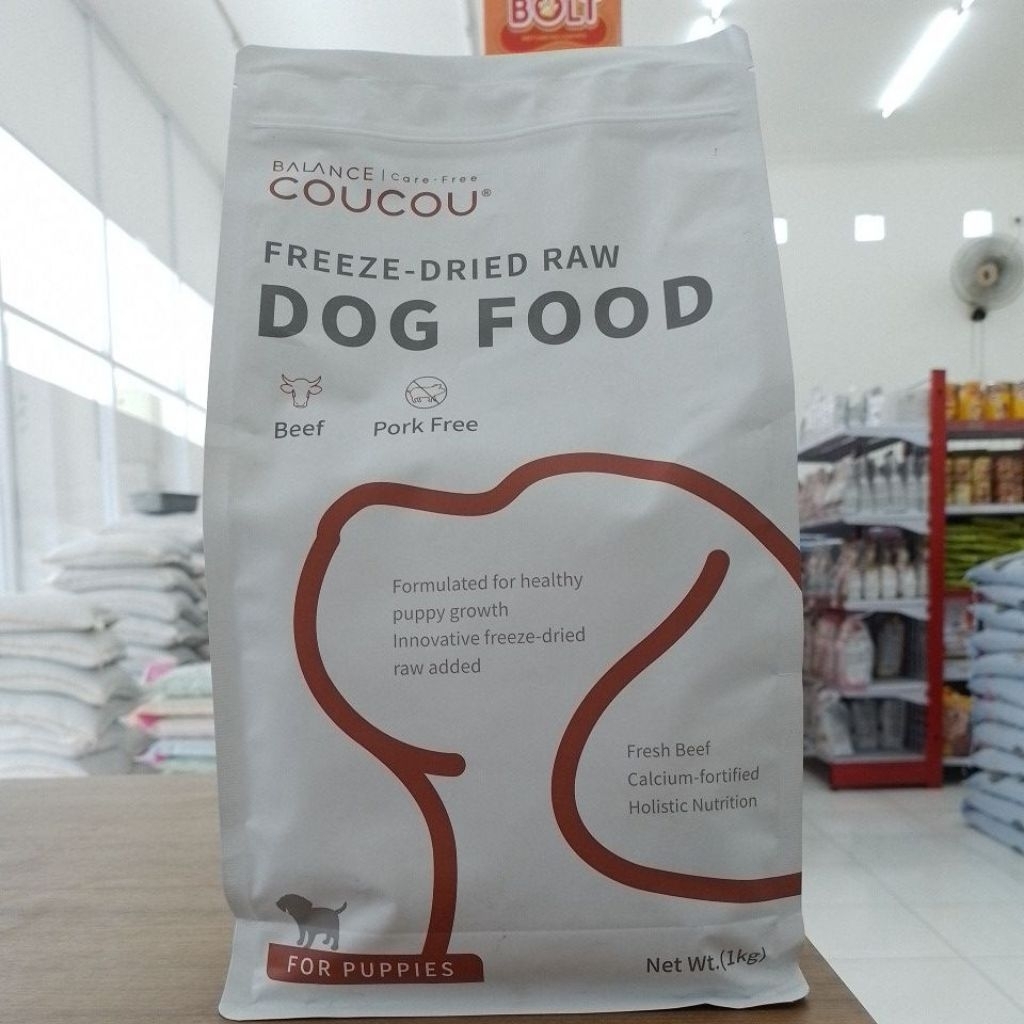 BOLT
BALANCE | Care·Free
COUCOU®
FREEZE-DRIED RAW
DOG FOOD
Beef
Pork Free
Formulated for healthy
puppy growth
Innovative freeze-dried
raw added
Fresh Beef
Calcium-fortified
Holistic Nutrition
FOR PUPPIES
Net Wt.(1kg)